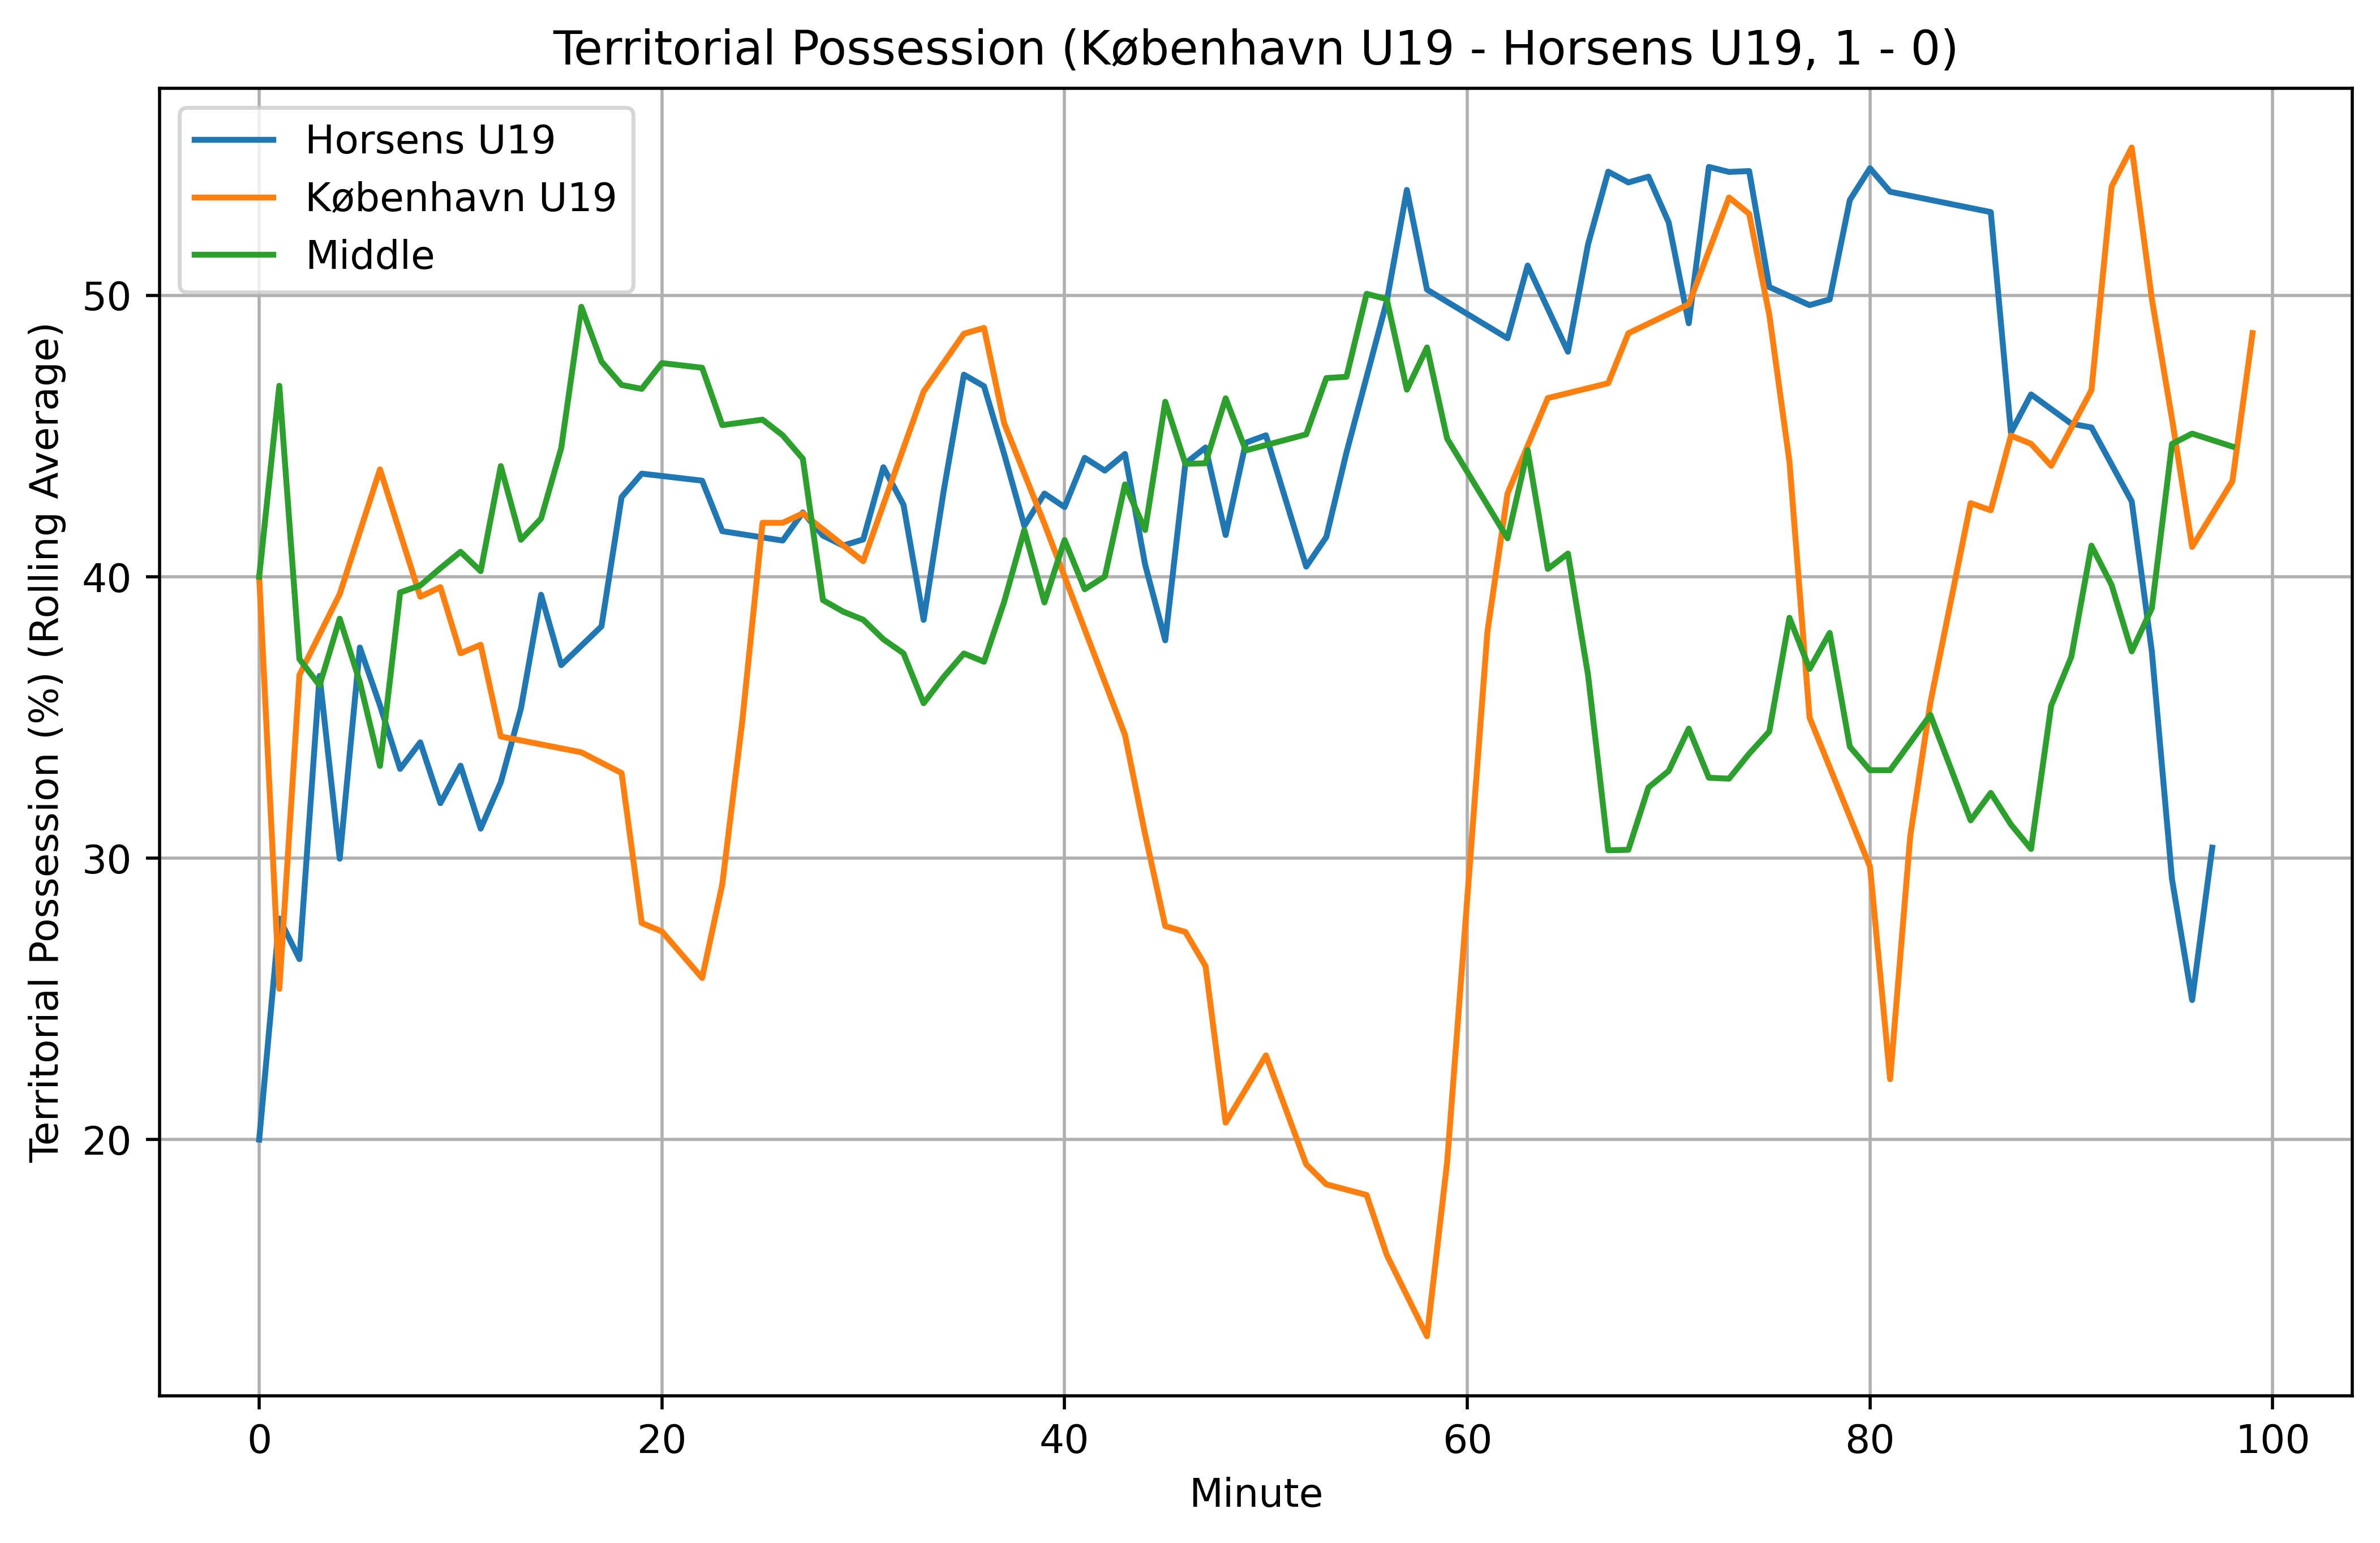 Territorial Possession (København U19 - Horsens U19, 1 - 0)
Horsens U19
København U19
Middle
Territorial Possession (%) (Rolling Average)
50
40
30
20
0 20 40 60 80 100
Minute